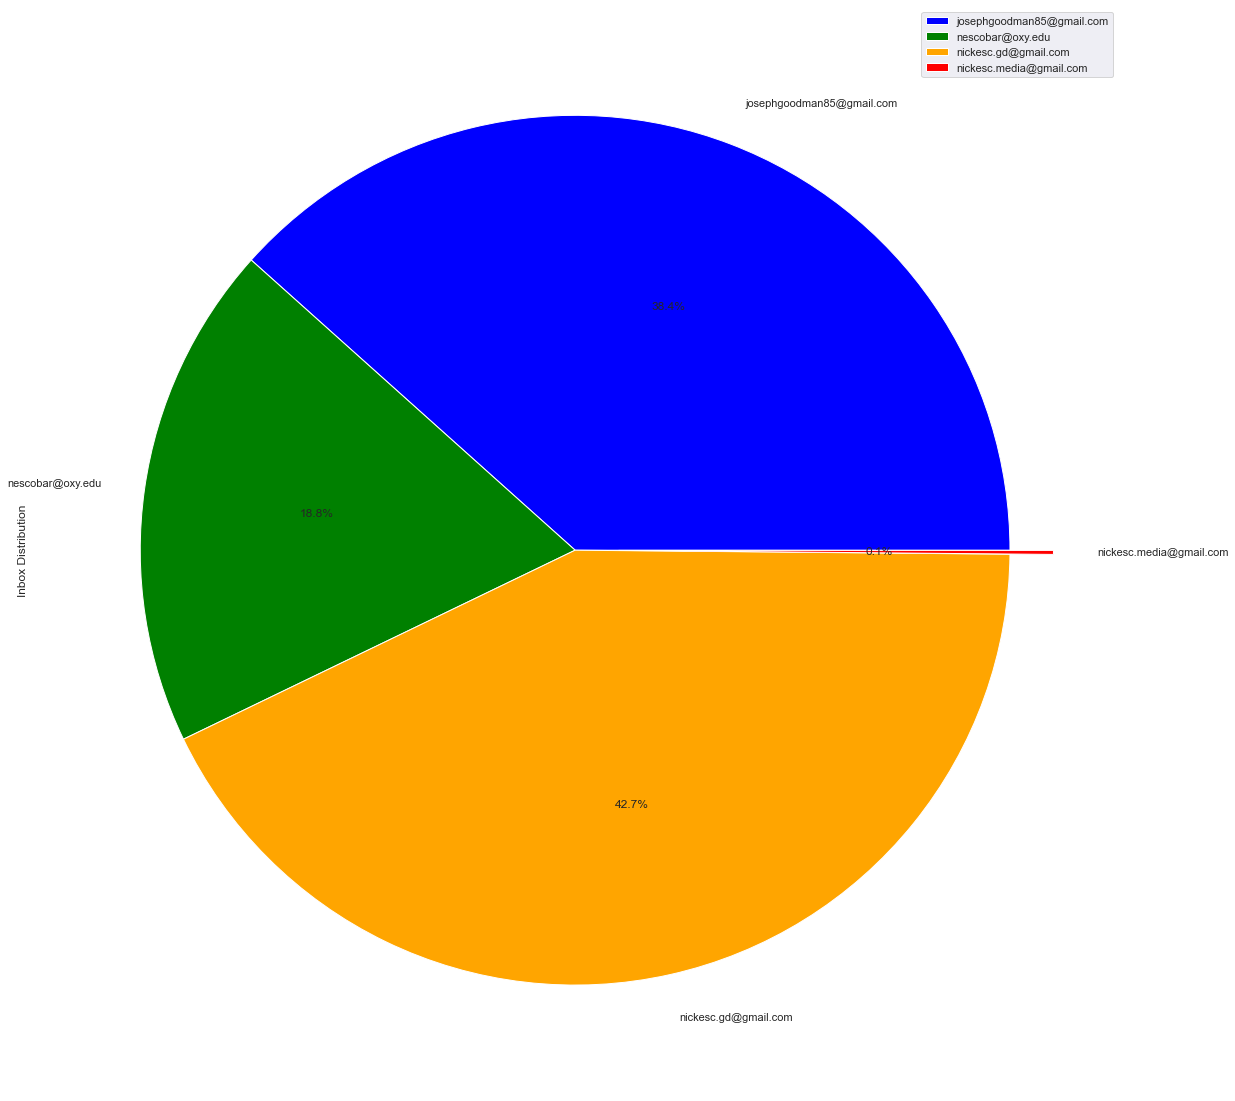 josephgoodman85@gmail.com
nescobar@oxy.edu
nickesc.gd@gmail.com
nickesc.media@gmail.com
josephgoodman85@gmail.com
nescobar@oxy.edu
18.8%
Inbox Distribution
0.1%
nickesc.media@gmail.com
42.7%
nickesc.gd@gmail.com